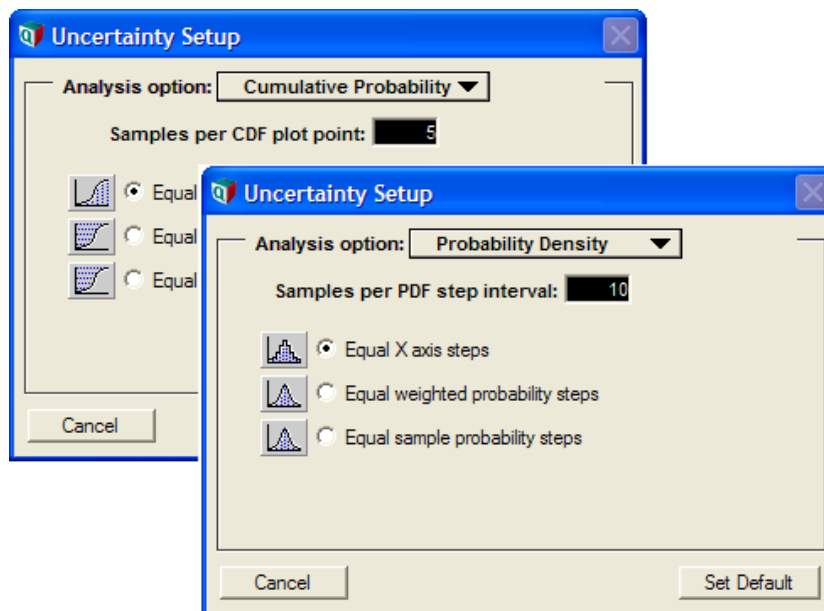 Uncertainty Setup
Analysis option: Cumulative Probability
Samples per CDF plot point: 5
Equal
Equal
Equal
Cancel
Uncertainty Setup
Analysis option: Probability Density
Samples per PDF step interval: 10
Equal X axis steps
Equal weighted probability steps
Equal sample probability steps
Cancel
Set Default